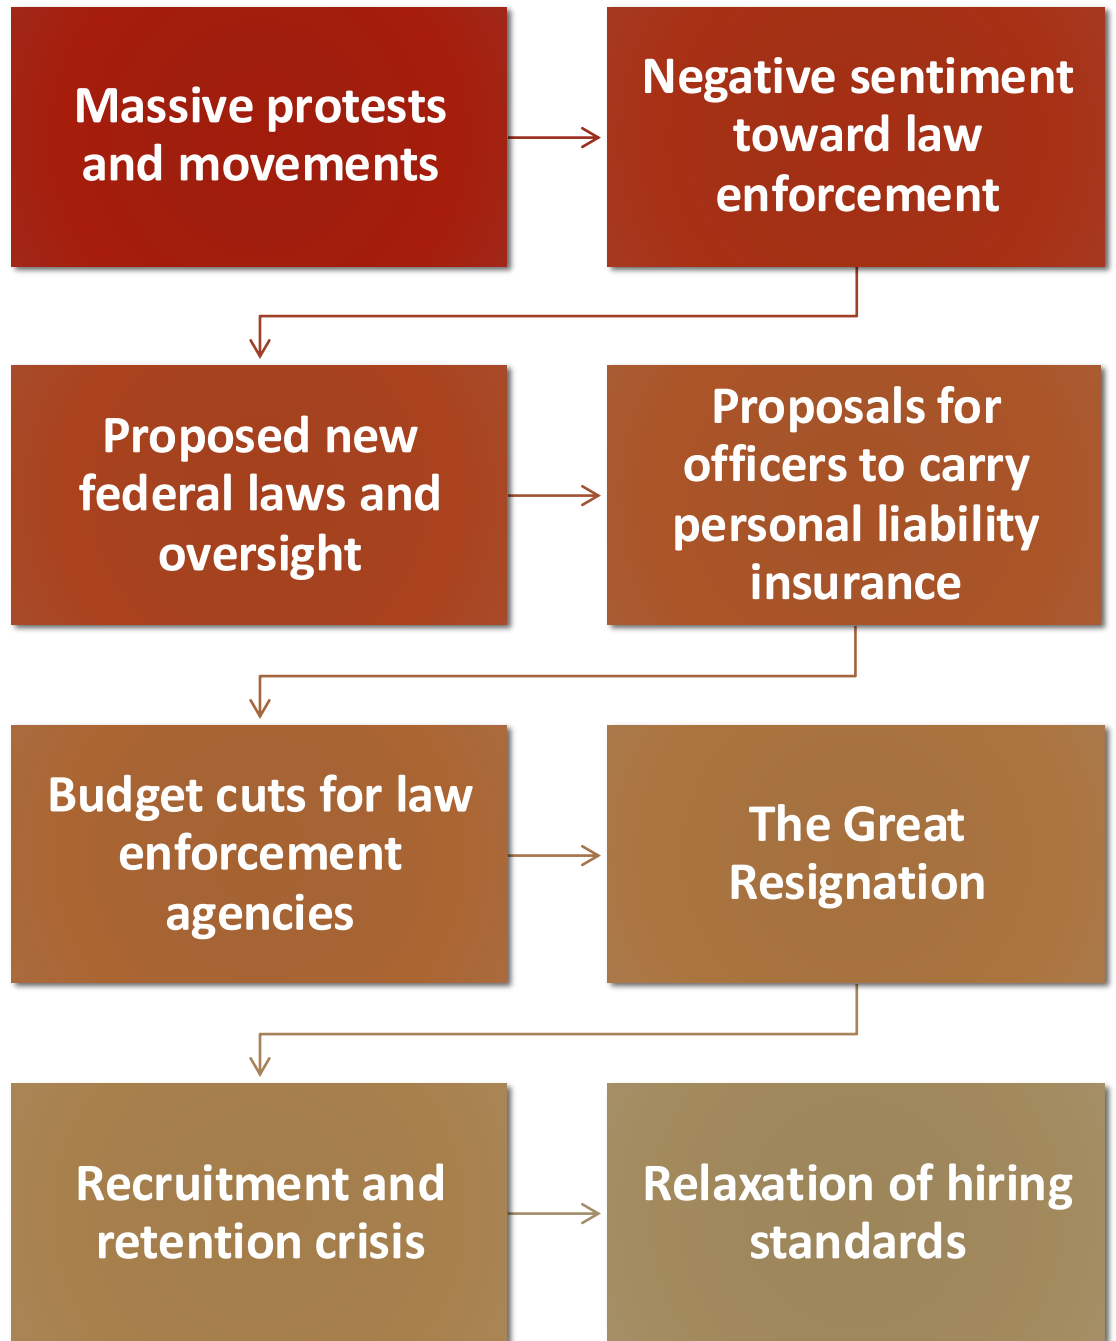 Massive protests
and movements
Negative sentiment
toward law
enforcement
Proposed new
federal laws and
oversight
Proposals for
officers to carry
personal liability
insurance
Budget cuts for law
enforcement
agencies
The Great
Resignation
Recruitment and
retention crisis
Relaxation of hiring
standards